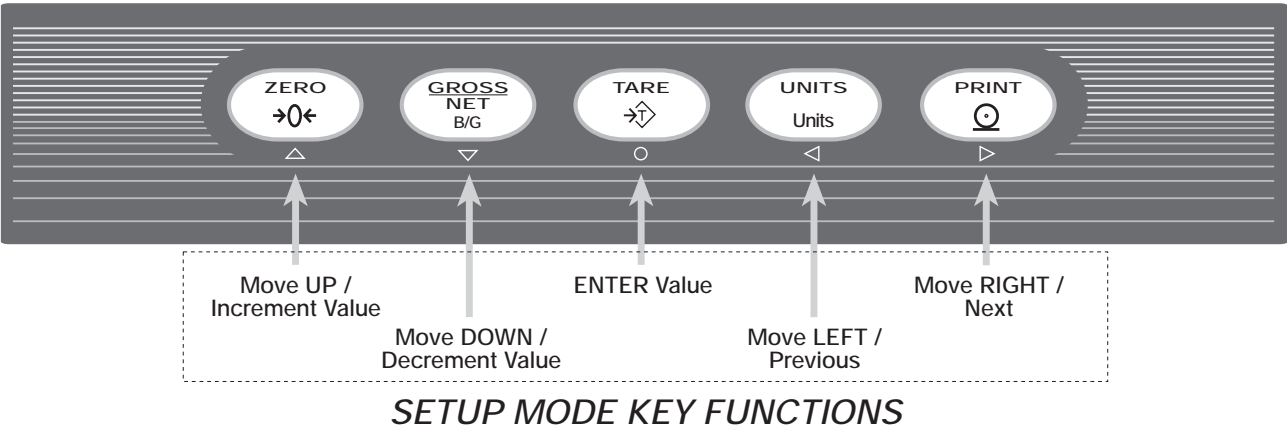 ZERO
→0←
GROSS
NET
B/G
TARE
→T
UNITS
Units
PRINT
Move UP /
Increment Value
Move DOWN /
Decrement Value
ENTER Value
Move LEFT /
Previous
Move RIGHT /
Next
SETUP MODE KEY FUNCTIONS